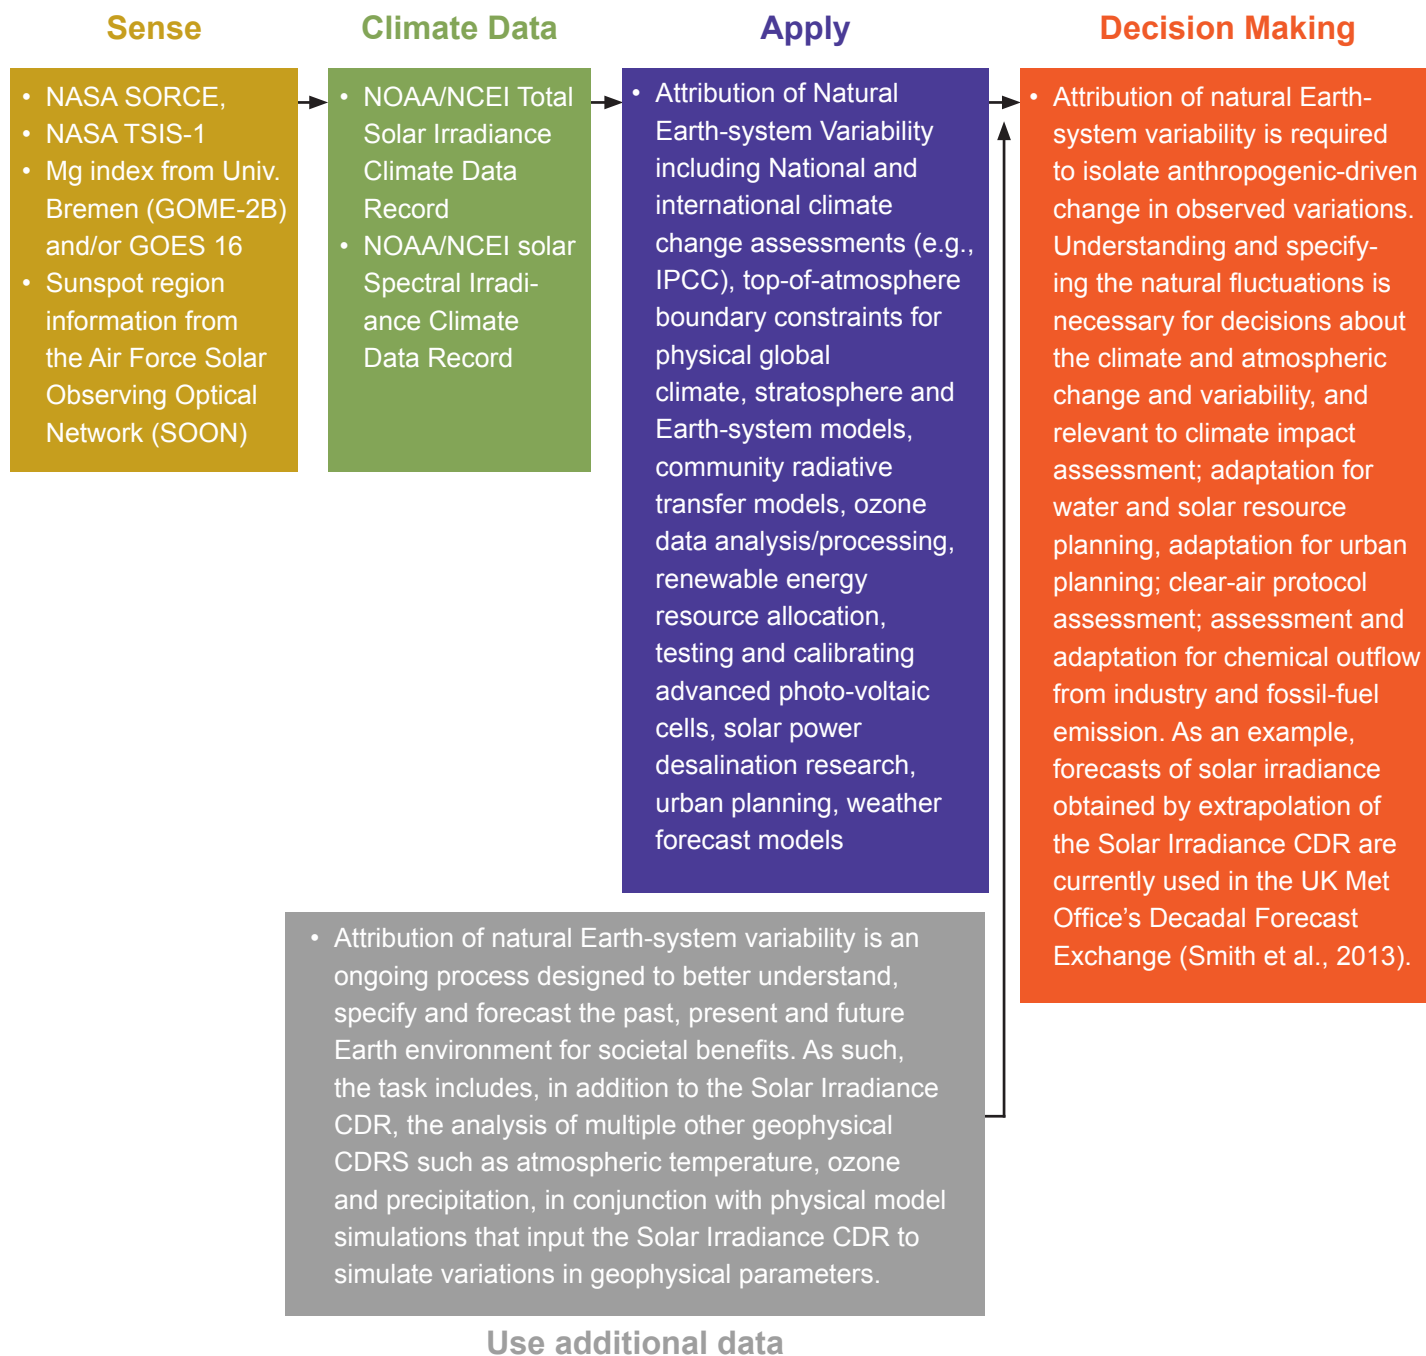 Sense
• NASA SORCE,
• NASA TSIS-1
• Mg index from Univ.
Bremen (GOME-2B)
and/or GOES 16
• Sunspot region
information from
the Air Force Solar
Observing Optical
Network (SOON)
Climate Data
• NOAA/NCEI Total
Solar Irradiance
Climate Data
Record
• NOAA/NCEI solar
Spectral Irradi-
ance Climate
Data Record
Apply
• Attribution of Natural
Earth-system Variability
including National and
international climate
change assessments (e.g.,
IPCC), top-of-atmosphere
boundary constraints for
physical global
climate, stratosphere and
Earth-system models,
community radiative
transfer models, ozone
data analysis/processing,
renewable energy
resource allocation,
testing and calibrating
advanced photo-voltaic
cells, solar power
desalination research,
urban planning, weather
forecast models
Decision Making
• Attribution of natural Earth-
system variability is required
to isolate anthropogenic-driven
change in observed variations.
Understanding and specify-
ing the natural fluctuations is
necessary for decisions about
the climate and atmospheric
change and variability, and
relevant to climate impact
assessment; adaptation for
water and solar resource
planning, adaptation for urban
planning; clear-air protocol
assessment; assessment and
adaptation for chemical outflow
from industry and fossil-fuel
emission. As an example,
forecasts of solar irradiance
obtained by extrapolation of
the Solar Irradiance CDR are
currently used in the UK Met
Office’s Decadal Forecast
Exchange (Smith et al., 2013).
• Attribution of natural Earth-system variability is an
ongoing process designed to better understand,
specify and forecast the past, present and future
Earth environment for societal benefits. As such,
the task includes, in addition to the Solar Irradiance
CDR, the analysis of multiple other geophysical
CDRS such as atmospheric temperature, ozone
and precipitation, in conjunction with physical model
simulations that input the Solar Irradiance CDR to
simulate variations in geophysical parameters.
Use additional data